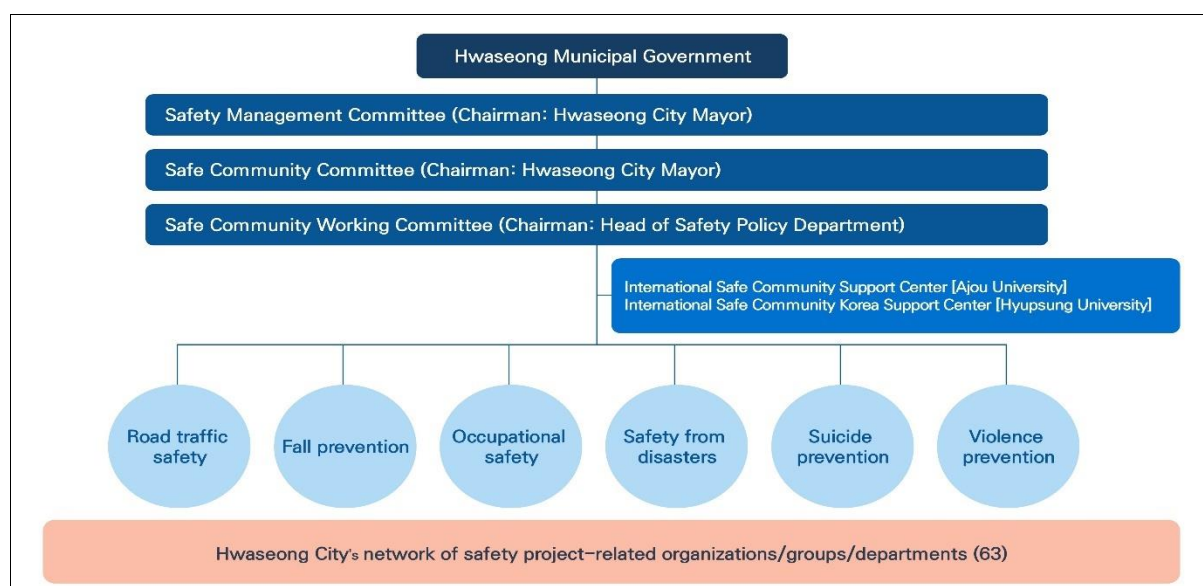 Hwaseong Municipal Government
Safety Management Committee (Chairman: Hwaseong City Mayor)
Safe Community Committee (Chairman: Hwaseong City Mayor)
Safe Community Working Committee (Chairman: Head of Safety Policy Department)
International Safe Community Support Center [Ajou University]
International Safe Community Korea Support Center [Hyupsung University]
Road traffic
safety
Fall prevention
Occupational
safety
Safety from
disasters
Suicide
prevention
Violence
prevention
Hwaseong City's network of safety project-related organizations/groups/departments (63)